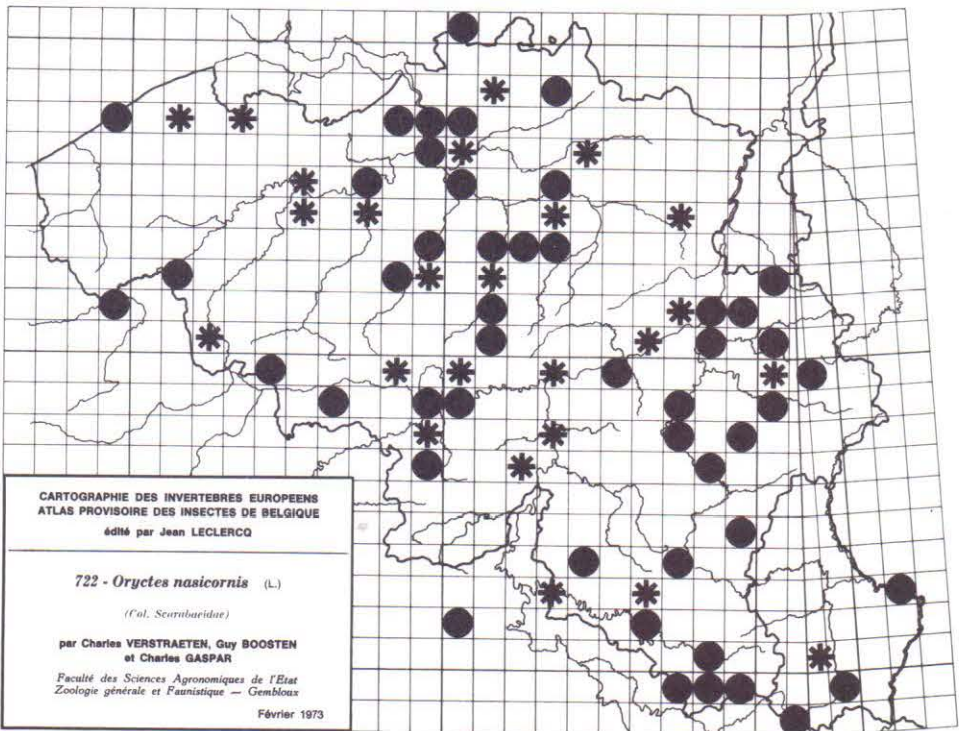 CARTOGRAPHIE DES INVERTEBRES EUROPEENS
ATLAS PROVISOIRE DES INSECTES DE BELGIQUE
édité par Jean LECLERCQ
722 - Oryctes nasicornis (L.)
(Col. Scarabaeidae)
par Charles VERSTRAETEN, Guy BOOSTEN
et Charles GASPAR
Faculté des Sciences Agronomiques de l'Etat
Zoologie générale et Faunistique — Gembloux
Février 1973